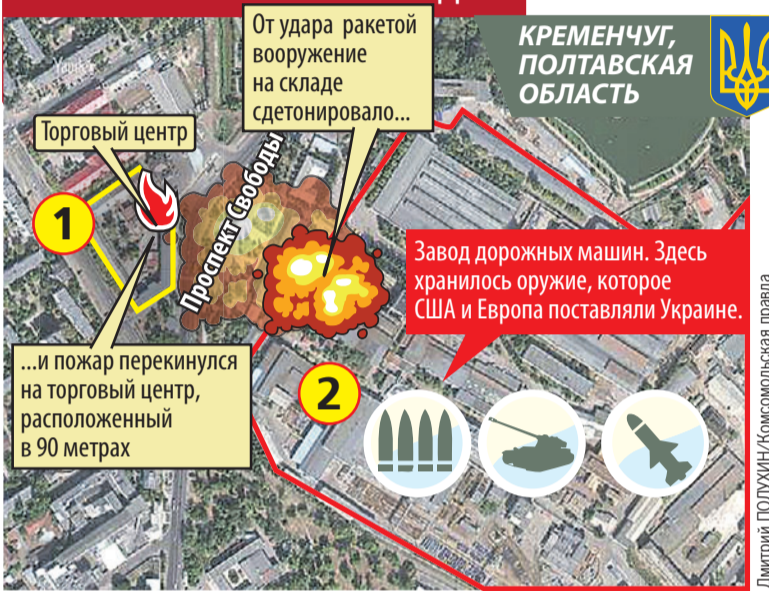 От удара ракетой
вооружение
на складе
сдетонировало...
КРЕМЕНЧУГ,
ПОЛТАВСКАЯ
ОБЛАСТЬ
Торговый центр
1
Проспект Свободы
Завод дорожных машин. Здесь
хранилось оружие, которое
США и Европа поставляли Украине.
...и пожар перекинулся
на торговый центр,
расположенный
в 90 метрах
2
Дмитрий ПОЛУХИН/Комсомольская правда